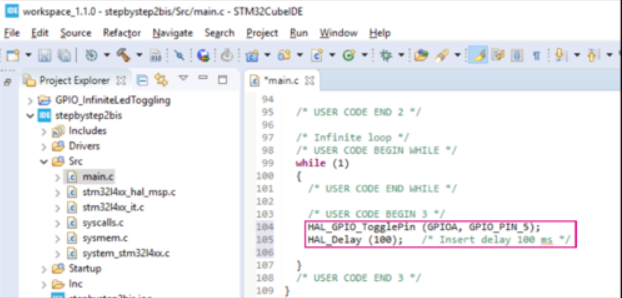 workspace_1.1.0 - stepbystep2bis/Src/main.c - STM32CubeIDE
File Edit Source Refactor Navigate Search Project Run Window Help
Project Explorer
GPIO_InfiniteLedToggling
stepbystep2bis
Includes
Drivers
Src
main.c
stm32l4xx_hal_msp.c
stm32l4xx_it.c
syscalls.c
sysmem.c
system_stm32l4xx.c
Startup
Inc
*main.c
94
95 /* USER CODE END 2 */
96
97 /* Infinite loop */
98 /* USER CODE BEGIN WHILE */
99 while (1)
100 {
101 /* USER CODE END WHILE */
102
103 /* USER CODE BEGIN 3 */
104 HAL_GPIO_TogglePin (GPIOA, GPIO_PIN_5);
105 HAL_Delay (100); /* Insert delay 100 ms */
106
107 }
108 /* USER CODE END 3 */
109 }